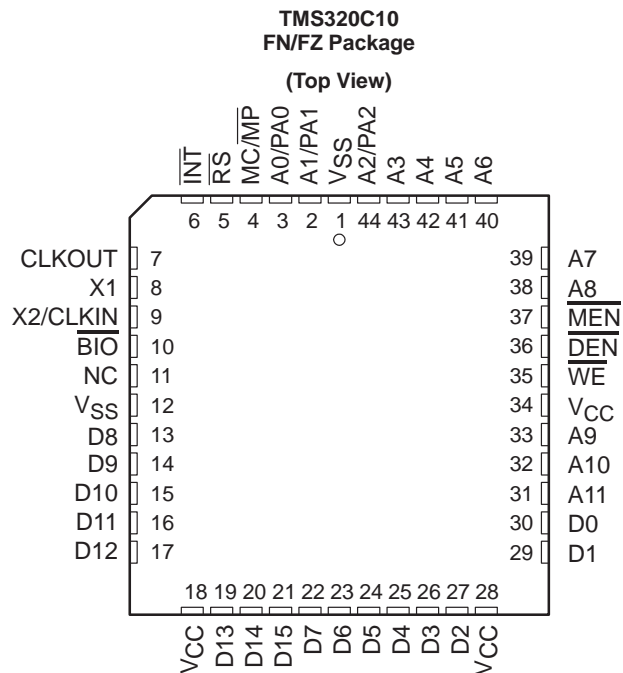 TMS320C10
FN/FZ Package
(Top View)
INT
RS
MC/MP
A0/PA0
A1/PA1
VSS
A2/PA2
A3
A4
A5
A6
6 5 4 3 2 1 44 43 42 41 40
CLKOUT 7
X1 8
X2/CLKIN 9
BIO 10
NC 11
VSS 12
D8 13
D9 14
D10 15
D11 16
D12 17
39 A7
38 A8
37 MEN
36 DEN
35 WE
34 VCC
33 A9
32 A10
31 A11
30 D0
29 D1
18 19 20 21 22 23 24 25 26 27 28
VCC
D13
D14
D15
D7
D6
D5
D4
D3
D2
VCC